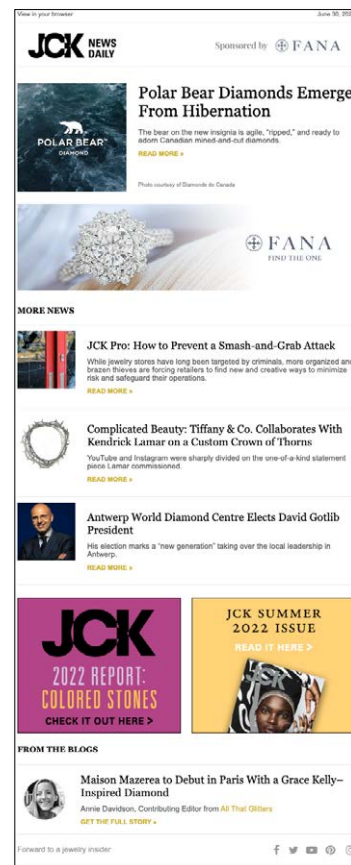 View in your browser
June 30, 202
JCK NEWS DAILY
Sponsored by FANA
Polar Bear Diamonds Emerge
From Hibernation
The bear on the new insignia is agile, “ripped,” and ready to
adorn Canadian mined-and-cut diamonds.
READ MORE »
POLAR BEAR™
DIAMOND
Photo courtesy of Diamonds de Canada
FANA
FIND THE ONE
MORE NEWS
JCK Pro: How to Prevent a Smash-and-Grab Attack
While jewelry stores have long been targeted by criminals, more organized and
brazen thieves are forcing retailers to find new and creative ways to minimize
risk and safeguard their operations.
READ MORE »
Complicated Beauty: Tiffany & Co. Collaborates With
Kendrick Lamar on a Custom Crown of Thorns
YouTube and Instagram were sharply divided on the one-of-a-kind statement
piece Lamar commissioned.
READ MORE »
Antwerp World Diamond Centre Elects David Gotlib
President
His election marks a “new generation” taking over the local leadership in
Antwerp.
READ MORE »
JCK
2022 REPORT:
COLORED STONES
CHECK IT OUT HERE >
JCK SUMMER
2022 ISSUE
READ IT HERE >
JCK
FROM THE BLOGS
Maison Mazerea to Debut in Paris With a Grace Kelly–
Inspired Diamond
Annie Davidson, Contributing Editor from All That Glitters
GET THE FULL STORY »
Forward to a jewelry insider